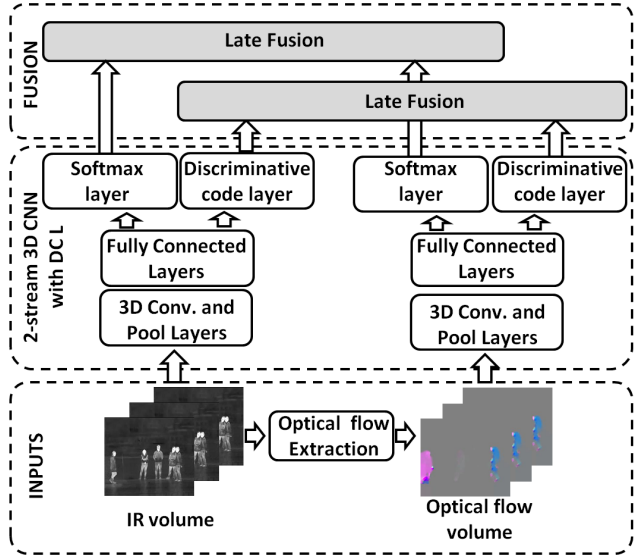 FUSION
Late Fusion
Late Fusion
2-stream 3D CNN
with DC L
Softmax
layer
Discriminative
code layer
Softmax
layer
Discriminative
code layer
Fully Connected
Layers
Fully Connected
Layers
3D Conv. and
Pool Layers
3D Conv. and
Pool Layers
INPUTS
Optical flow
Extraction
IR volume
Optical flow
volume